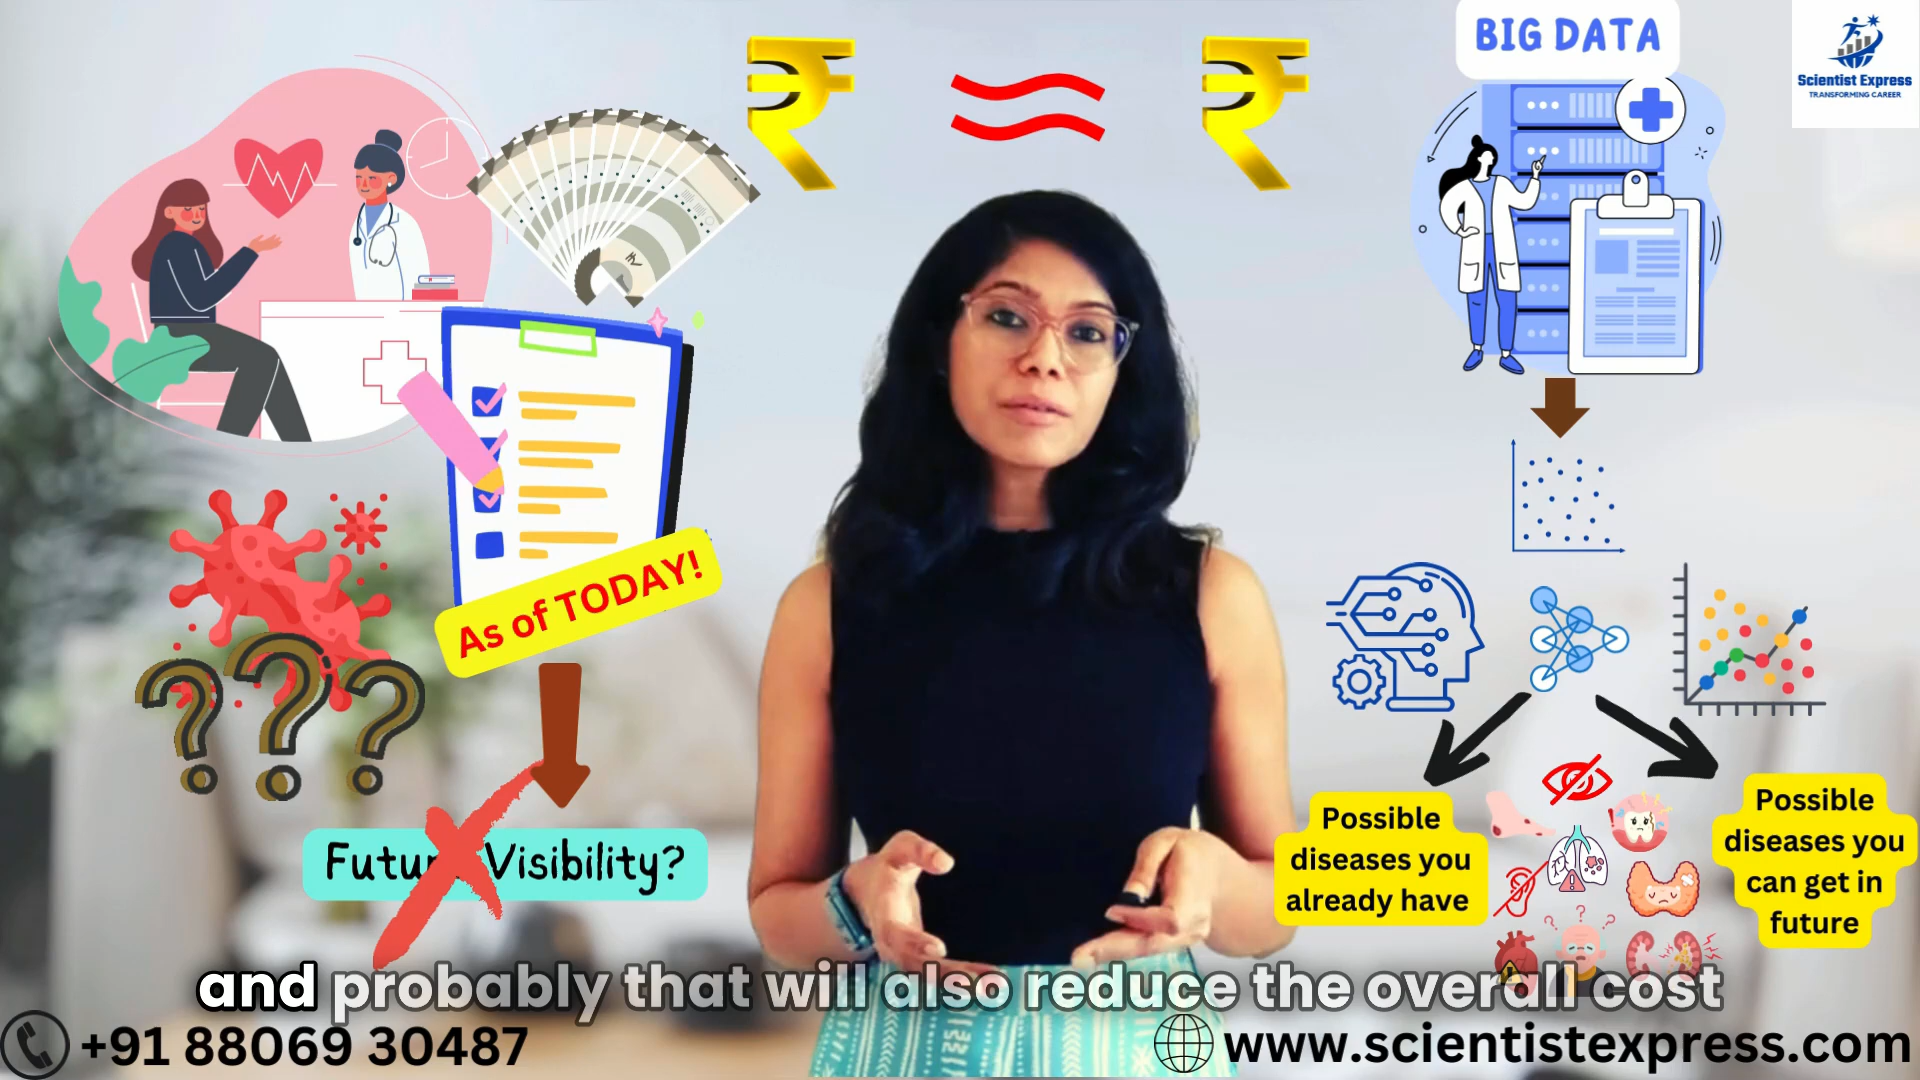 BIG DATA
Scientist Express
TRANSFORMING CAREER
As of TODAY!
Futu Visibility?
Possible
diseases you
already have
Possible
diseases you
can get in
future
and probably that will also reduce the overall cost
+91 88069 30487
www.scientistexpress.com